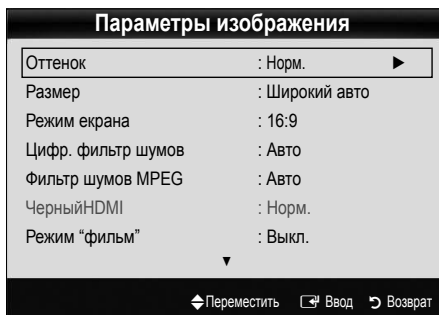 Параметры изображения
Оттенок : Норм. ►
Размер : Широкий авто
Режим екрана : 16:9
Цифр. фильтр шумов : Авто
Фильтр шумов MPEG : Авто
ЧерныйHDMI : Норм.
Режим “фильм” : Выкл.
▼
Переместить Ввод Возврат